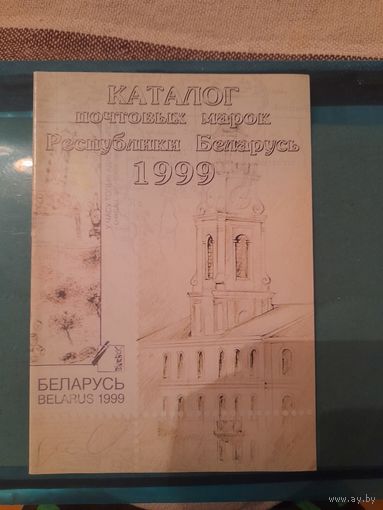 КАТАЛОГ
почтовых марок
Республики Беларусь
1999
БЕЛАРУСЬ
BELARUS 1999
www.ay.by